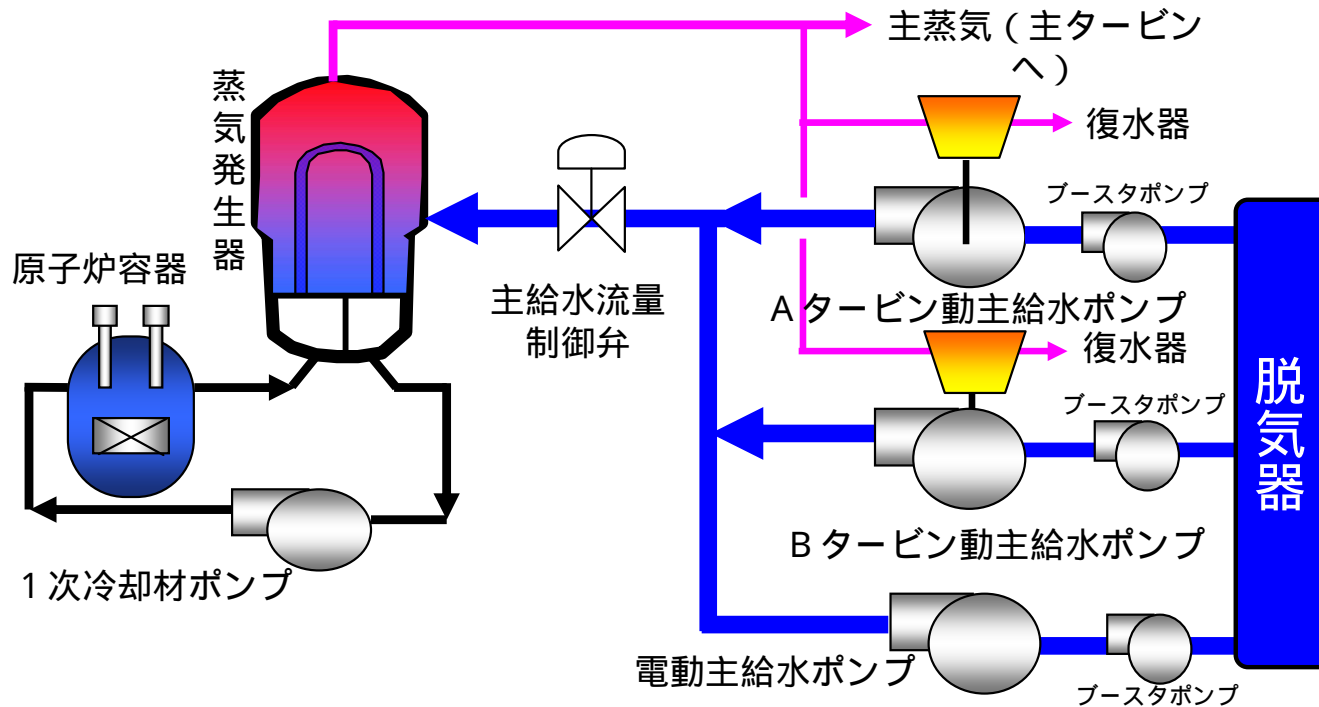 主蒸気（主タービン
へ）
蒸気発生器
復水器
ブースタポンプ
原子炉容器
主給水流量
制御弁
Aタービン動主給水ポンプ
復水器
ブースタポンプ
脱気器
Bタービン動主給水ポンプ
1次冷却材ポンプ
電動主給水ポンプ
ブースタポンプ